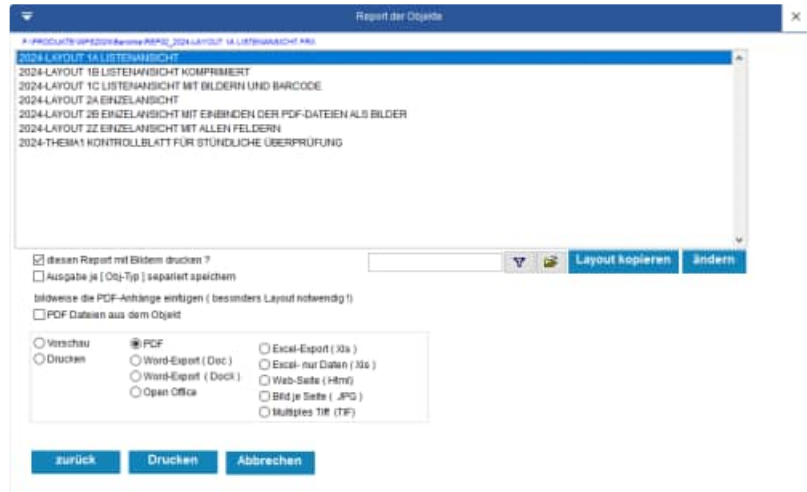 Report der Objekte
2024-LAYOUT 1A LISTENANSICHT
2024-LAYOUT 1B LISTENANSICHT KOMPRIMIERT
2024-LAYOUT 1C LISTENANSICHT MIT BILDERN UND BARCODE
2024-LAYOUT 2A EINZELANSICHT
2024-LAYOUT 2B EINZELANSICHT MIT EINBINDEN DER PDF-DATEIEN ALS BILDER
2024-LAYOUT 2Z EINZELANSICHT MIT ALLEN FELDERN
2024-THEMA1 KONTROLLBLATT FÜR STÜNDLICHE ÜBERPRÜFUNG
diesen Report mit Bildern drucken ?
Layout kopieren
ändern
Ausgabe je [ Obj-Typ ] separiert speichern
bildweise die PDF-Anhänge einfügen ( besonders Layout notwendig !)
PDF Dateien aus dem Objekt
Vorschau
Drucken
PDF
Word-Export ( Doc )
Word-Export ( DocX )
Open Office
Excel-Export ( Xls )
Excel- nur Daten ( Xls )
Web-Seite ( Html)
Bild je Seite ( JPG )
Multiples Tiff (TIF)
zurück
Drucken
Abbrechen